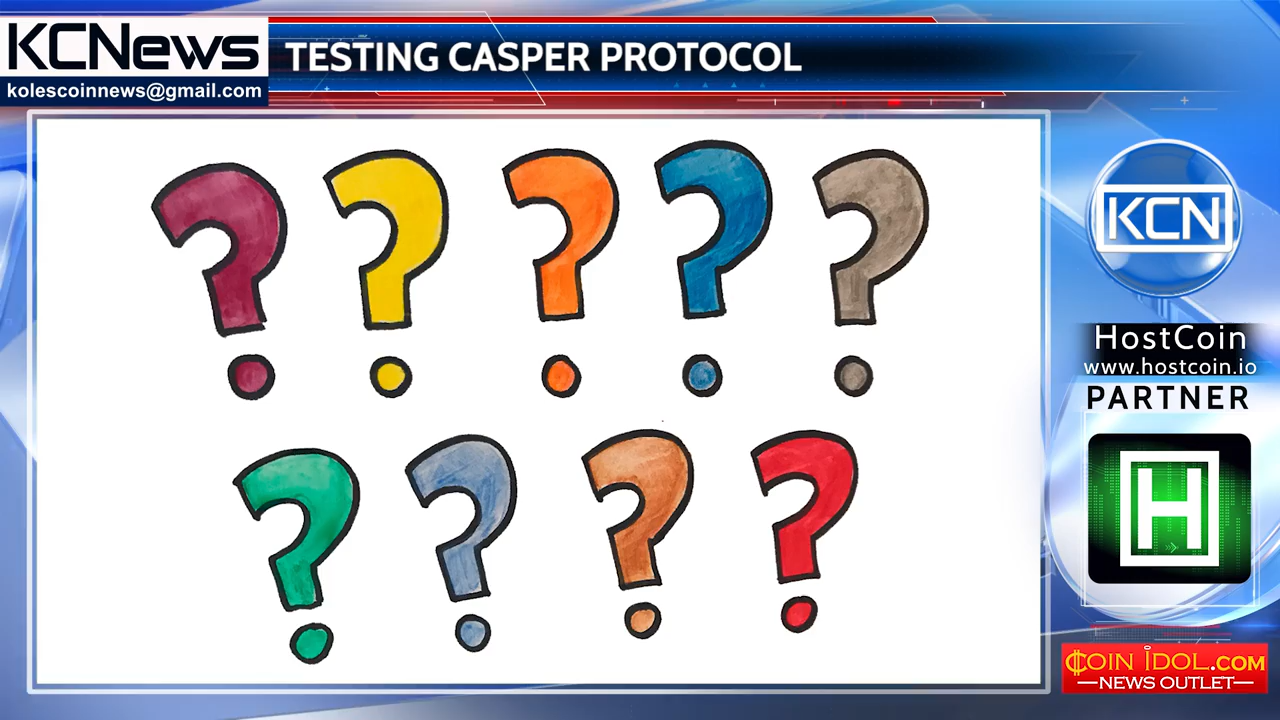 KCNews
kolescoinnews@gmail.com
TESTING CASPER PROTOCOL
? ? ? ? ?
? ? ? ?
KCN
HostCoin
www.hostcoin.io
PARTNER
H
COIN IDOL.COM
—NEWS OUTLET—